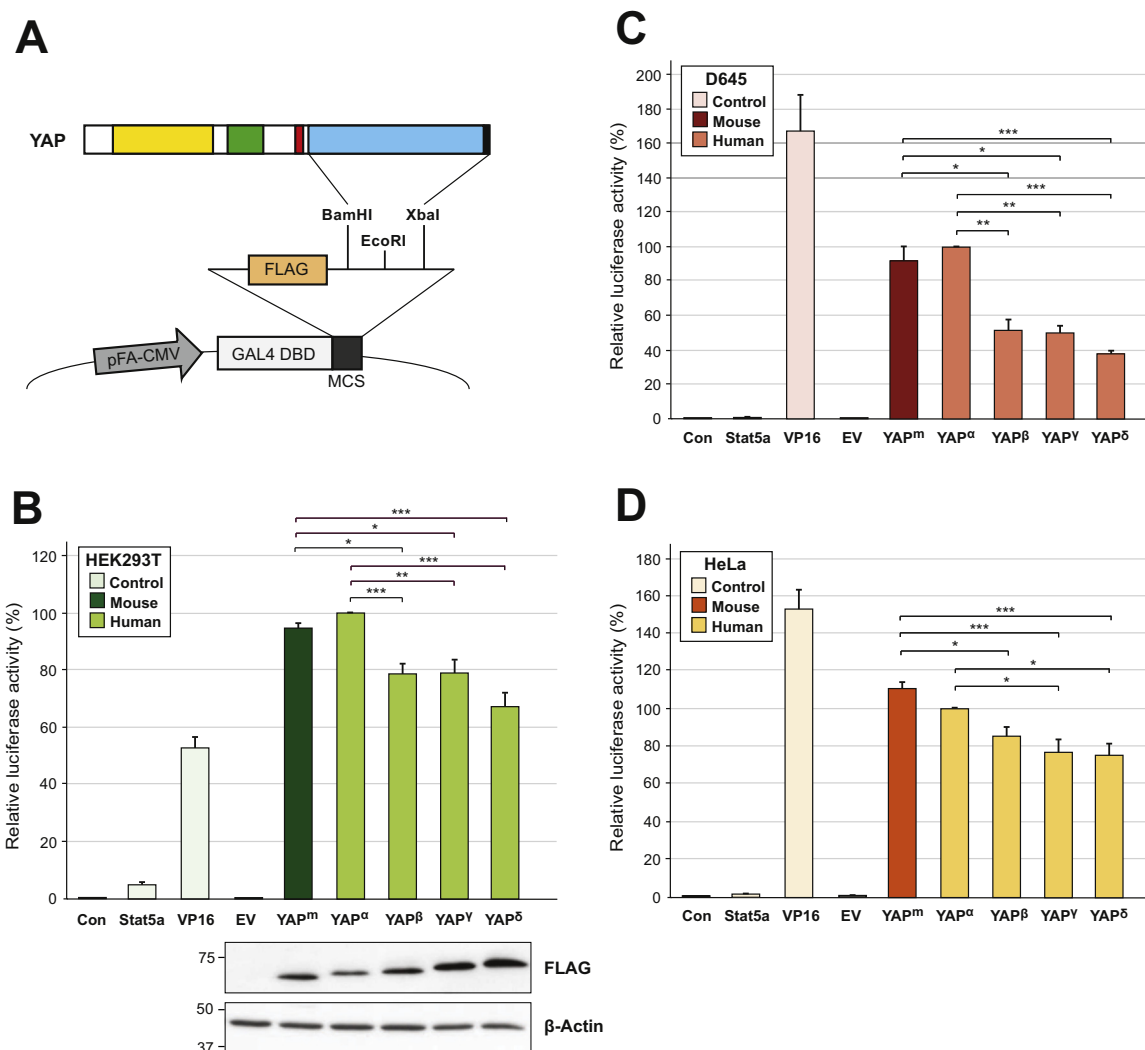 A
YAP
BamHI
XbaI
EcoRI
FLAG
pFA-CMV
GAL4 DBD
MCS
B
Relative luciferase activity (%)
120
100
80
60
40
20
0
HEK293T
Control
Mouse
Human
***
*
*
***
**
***
Con Stat5a VP16 EV YAPᵐ YAPᵅ YAPᵝ YAPᵞ YAPᵟ
75
FLAG
50
β-Actin
37
C
Relative luciferase activity (%)
200
180
160
140
120
100
80
60
40
20
0
D645
Control
Mouse
Human
***
*
*
***
**
**
Con Stat5a VP16 EV YAPᵐ YAPᵅ YAPᵝ YAPᵞ YAPᵟ
D
Relative luciferase activity (%)
180
160
140
120
100
80
60
40
20
0
HeLa
Control
Mouse
Human
***
***
*
*
*
Con Stat5a VP16 EV YAPᵐ YAPᵅ YAPᵝ YAPᵞ YAPᵟ